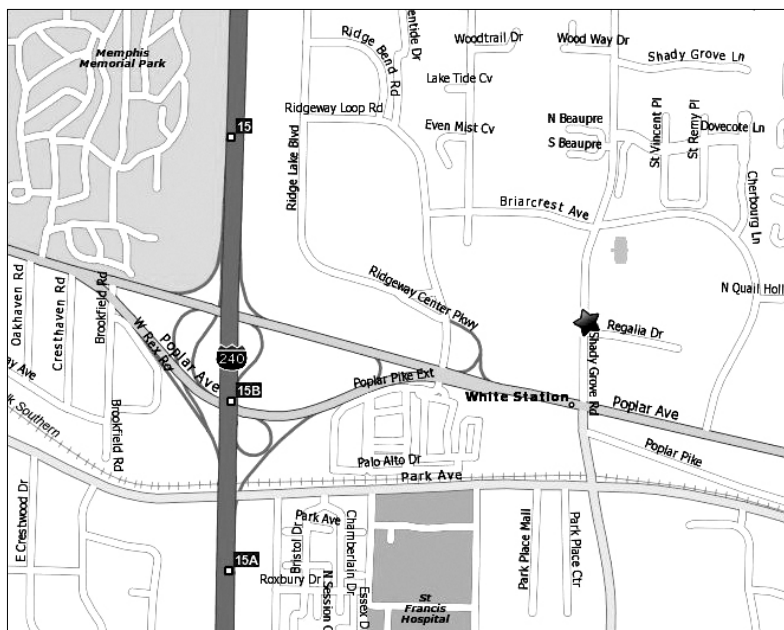 Memphis
Memorial Park
Ridge
Bend Rd
entide Dr
Woodtrail Dr
Wood Way Dr
Shady Grove Ln
Lake Tide Cv
Ridgeway Loop Rd
Even Mist Cv
N Beaupre
S Beaupre
St Vincent Pl
St Remy Pl
Dovecote Ln
15
Ridge Lake Blvd
Briarcrest Ave
Cherbourg Ln
Oakhaven Rd
Cresthaven Rd
Brookfield Rd
Ridgeway Center Pkwy
N Quail Holl
W Rex Rd
Poplar Ave
240
Regalia Dr
Shady Grove Rd
ay Ave
Poplar Pike Ext
15B
White Station
Poplar Ave
lk Southern
Brookfield Rd
Poplar Pike
Palo Alto Dr
Park Ave
E Crestwood Dr
Park Ave
Bristol Dr
Chamberlain Dr
Park Place Mall
Park Place Ctr
15A
Roxbury Dr
N Session C
Essex D
St
Francis
Hospital